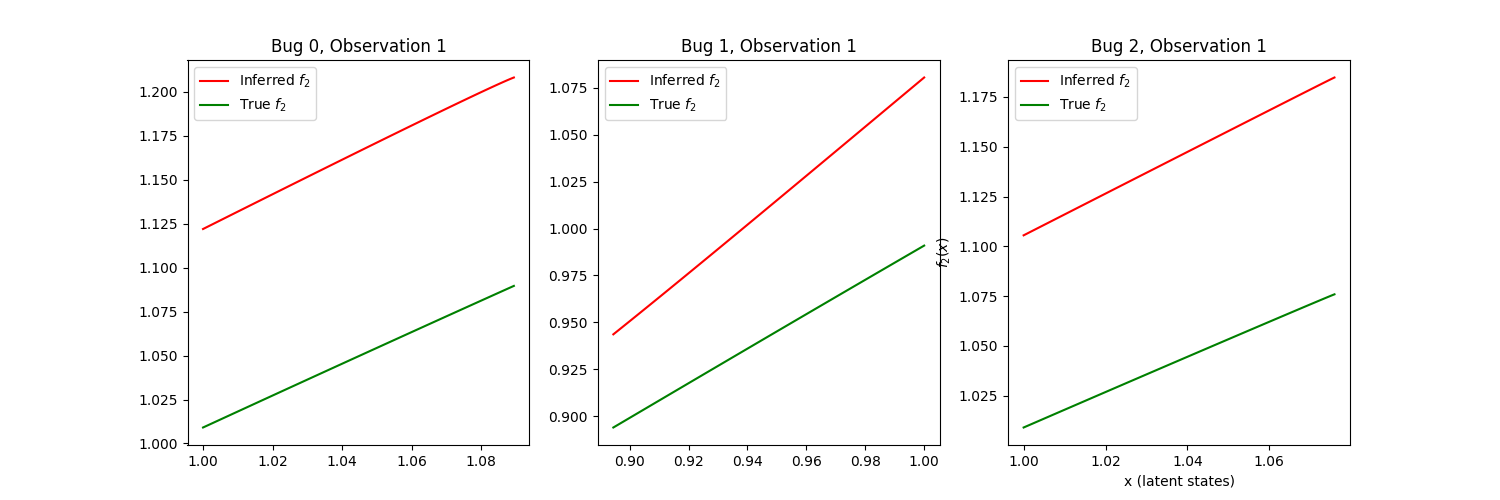 Bug 0, Observation 1
Inferred f₂
True f₂
1.200
1.175
1.150
1.125
1.100
1.075
1.050
1.025
1.000
1.00 1.02 1.04 1.06 1.08
Bug 1, Observation 1
Inferred f₂
True f₂
1.075
1.050
1.025
1.000
0.975
0.950
0.925
0.900
0.90 0.92 0.94 0.96 0.98 1.00
Bug 2, Observation 1
Inferred f₂
True f₂
f₂(x)
1.175
1.150
1.125
1.100
1.075
1.050
1.025
1.00 1.02 1.04 1.06
x (latent states)